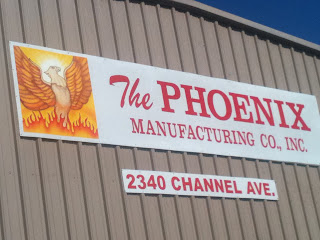 The PHOENIX
MANUFACTURING CO., INC.
2340 CHANNEL AVE.